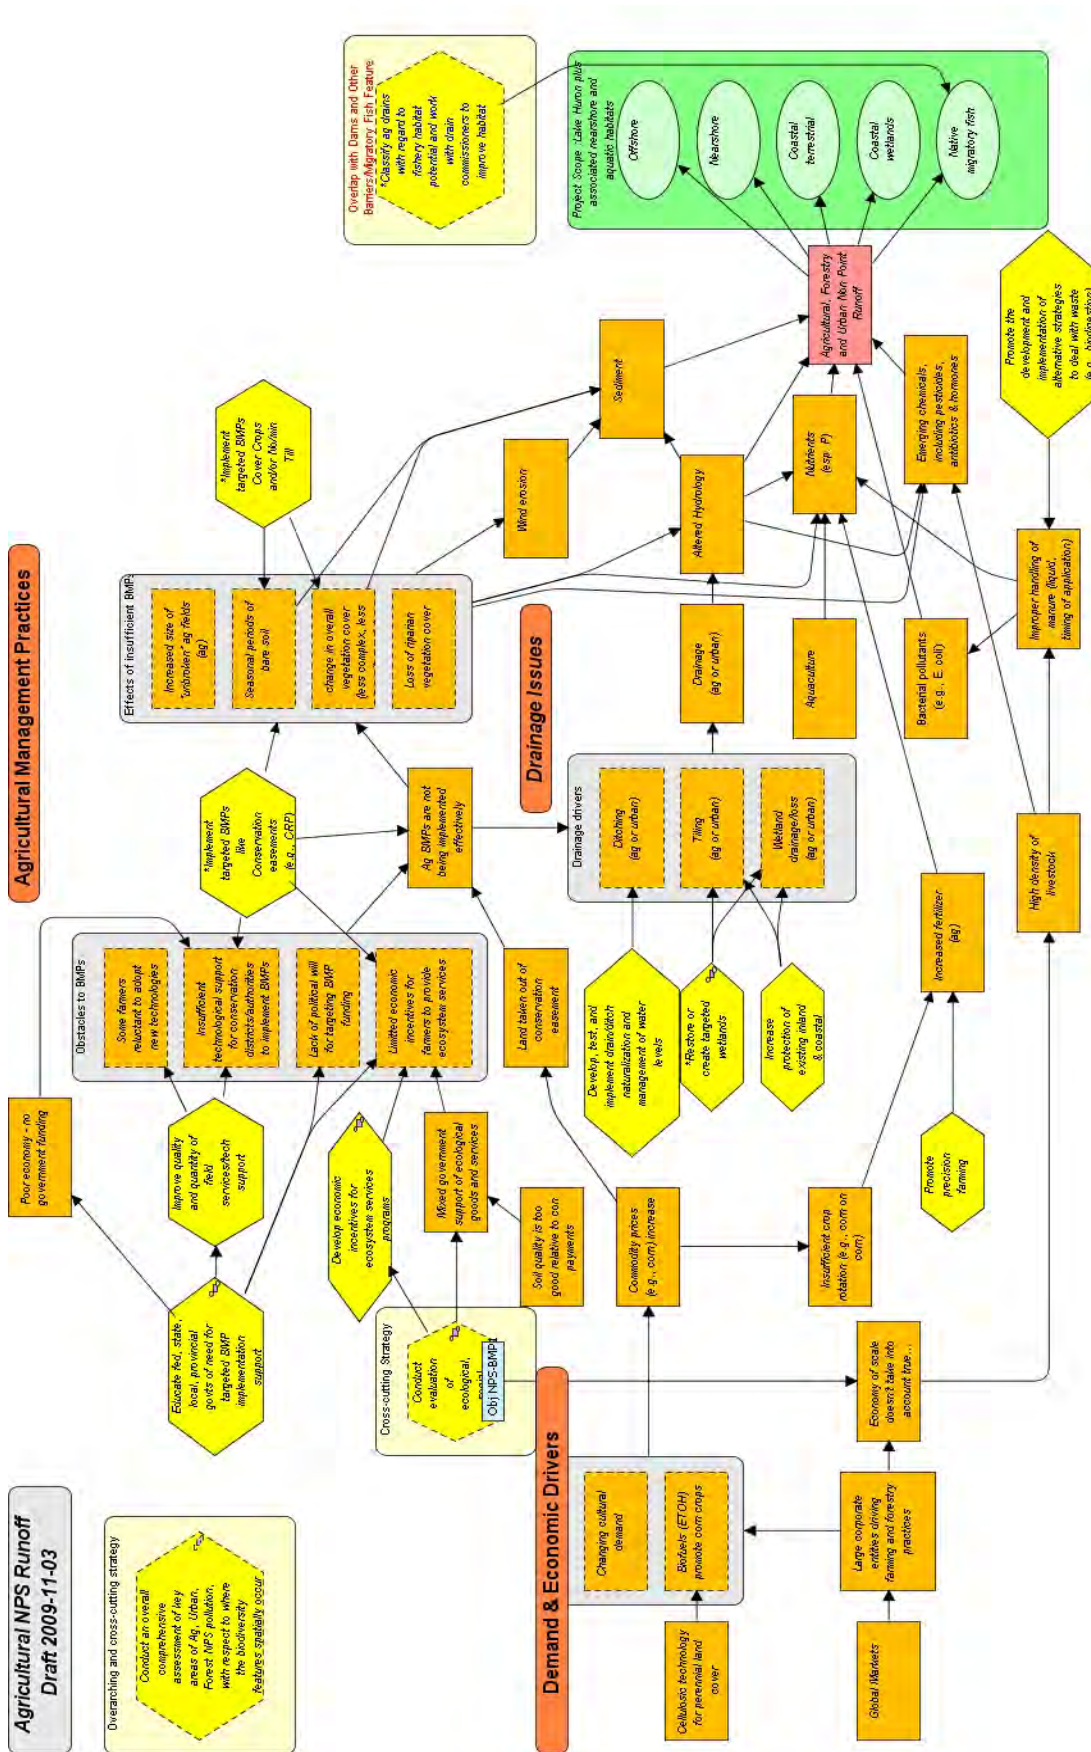 Agricultural NPS Runoff
Draft 2009-11-03
Overarching and cross-cutting strategy
Conduct an overall
comprehensive
assessment of key
areas of Ag, Urban,
Forest NPS pollution,
with respect to where
the biodiversity
features spatially occur
Agricultural Management Practices
Educate fed, state,
local, provincial
govts of need for
targeted BMP
implementation
support
Poor economy - no
government funding
Improve quality
and quantity of
field
services/tech
support
Obstacles to BMPs
Some farmers
reluctant to adopt
new technologies
Insufficient
technological support
for conservation
districts/authorities
to implement BMPs
Lack of political will
for targeting BMP
funding
Limitted economic
incentives for
farmers to provide
ecosystem services
*Implement
targeted BMPs
like
Conservation
easements
(e.g., CRP)
Ag BMPs are not
being implemented
effectively
Effects of insufficient BMPs
Increased size of
"unbroken" ag fields
(ag)
Seasonal periods of
bare soil
change in overall
vegetation cover
(less complex, less
Loss of riparian
vegetation cover
*Implement
targeted BMPs
Cover Crops
and/or No/min
Till
Overlap with Dams and Other
Barriers/Migratory Fish Feature
*Classify ag drains
with regard to
fishery habitat
potential and work
with drain
commissioners to
improve habitat
Develop economic
incentives for
ecosystem services
programs
Cross-cutting Strategy
Conduct
evaluation
of
ecological,
Obj NPS-BMP1
Mixed government
support of ecological
goods and services
Soil quality is too
good relative to con
payments
Land taken out of
conservation
easement
Wind erosion
Sediment
Drainage Issues
Drainage drivers
Ditching
(ag or urban)
Tiling
(ag or urban)
Wetland
drainage/loss
(ag or urban)
Develop, test, and
implement drain/ditch
naturalization and
management of water
levels
*Restore or
create targeted
wetlands
Increase
protection of
existing inland
& coastal
Drainage
(ag or urban)
Altered Hydrology
Aquaculture
Nutrients
(esp P)
Agricultural, Forestry
and Urban Non Point
Runoff
Project Scope :Lake Huron plus
associated nearshore and
aquatic habitats
Offshore
Nearshore
Coastal
terrestrial
Coastal
wetlands
Native
migratory fish
Demand & Economic Drivers
Changing cultural
demand
Biofuels (ETOH)
promote corn crops
Cellulosic technology
for perennial land
cover
Commodity prices
(e.g., corn) increase
Global Markets
Large corporate
entities driving
farming and forestry
practices
Economy of scale
doesn't take into
account true...
Insufficient crop
rotation (e.g., corn on
corn)
Promote
precision
farming
Increased fertilizer
(ag)
High density of
livestock
Bacterial pollutants
(e.g., E. coli)
Emerging chemicals,
including pesticides,
antibiotics & hormones
Improper handling of
manure (liquid,
timing of application)
Promote the
development and
implementation of
alternative strategies
to deal with waste
(e.g., biodigestion)